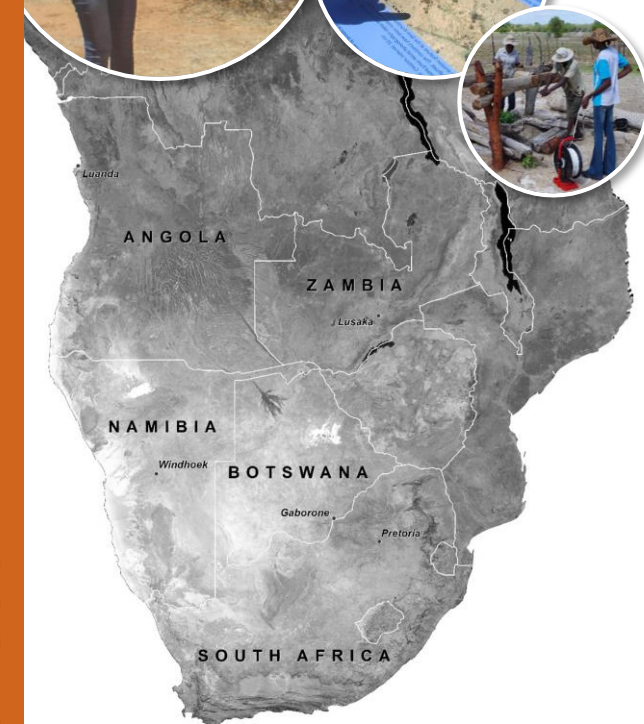 Luanda
ANGOLA
ZAMBIA
Lusaka
NAMIBIA
Windhoek
BOTSWANA
Gaborone
Pretoria
SOUTH AFRICA